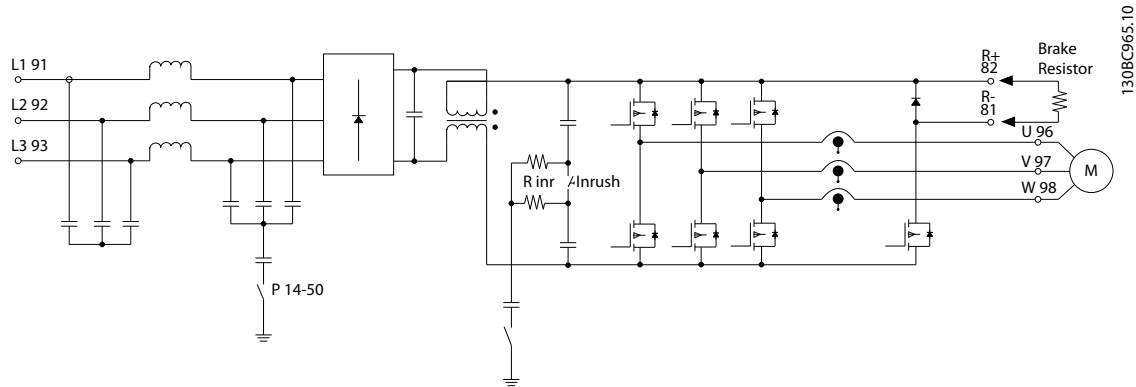 L1 91
L2 92
L3 93
P 14-50
R inr
Inrush
R+
82
R-
81
Brake
Resistor
U 96
V 97
W 98
M
130BC965.10